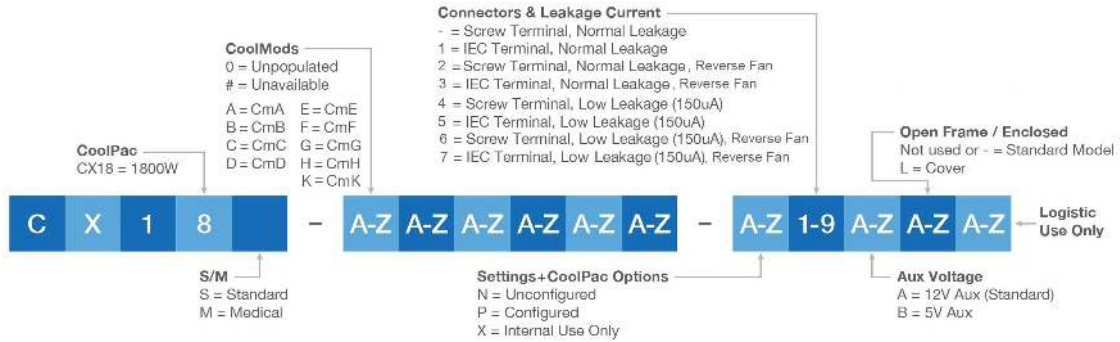 Connectors & Leakage Current
- = Screw Terminal, Normal Leakage
1 = IEC Terminal, Normal Leakage
2 = Screw Terminal, Normal Leakage, Reverse Fan
3 = IEC Terminal, Normal Leakage, Reverse Fan
4 = Screw Terminal, Low Leakage (150uA)
5 = IEC Terminal, Low Leakage (150uA)
6 = Screw Terminal, Low Leakage (150uA), Reverse Fan
7 = IEC Terminal, Low Leakage (150uA), Reverse Fan
CoolMods
0 = Unpopulated
# = Unavailable
A = CmA E = CmE
B = CmB F = CmF
C = CmC G = CmG
D = CmD H = CmH
K = CmK
CoolPac
CX18 = 1800W
Open Frame / Enclosed
Not used or - = Standard Model
L = Cover
C X 1 8 - A-Z A-Z A-Z A-Z A-Z A-Z - A-Z 1-9 A-Z A-Z A-Z
Logistic
Use Only
S/M
S = Standard
M = Medical
Settings+CoolPac Options
N = Unconfigured
P = Configured
X = Internal Use Only
Aux Voltage
A = 12V Aux (Standard)
B = 5V Aux